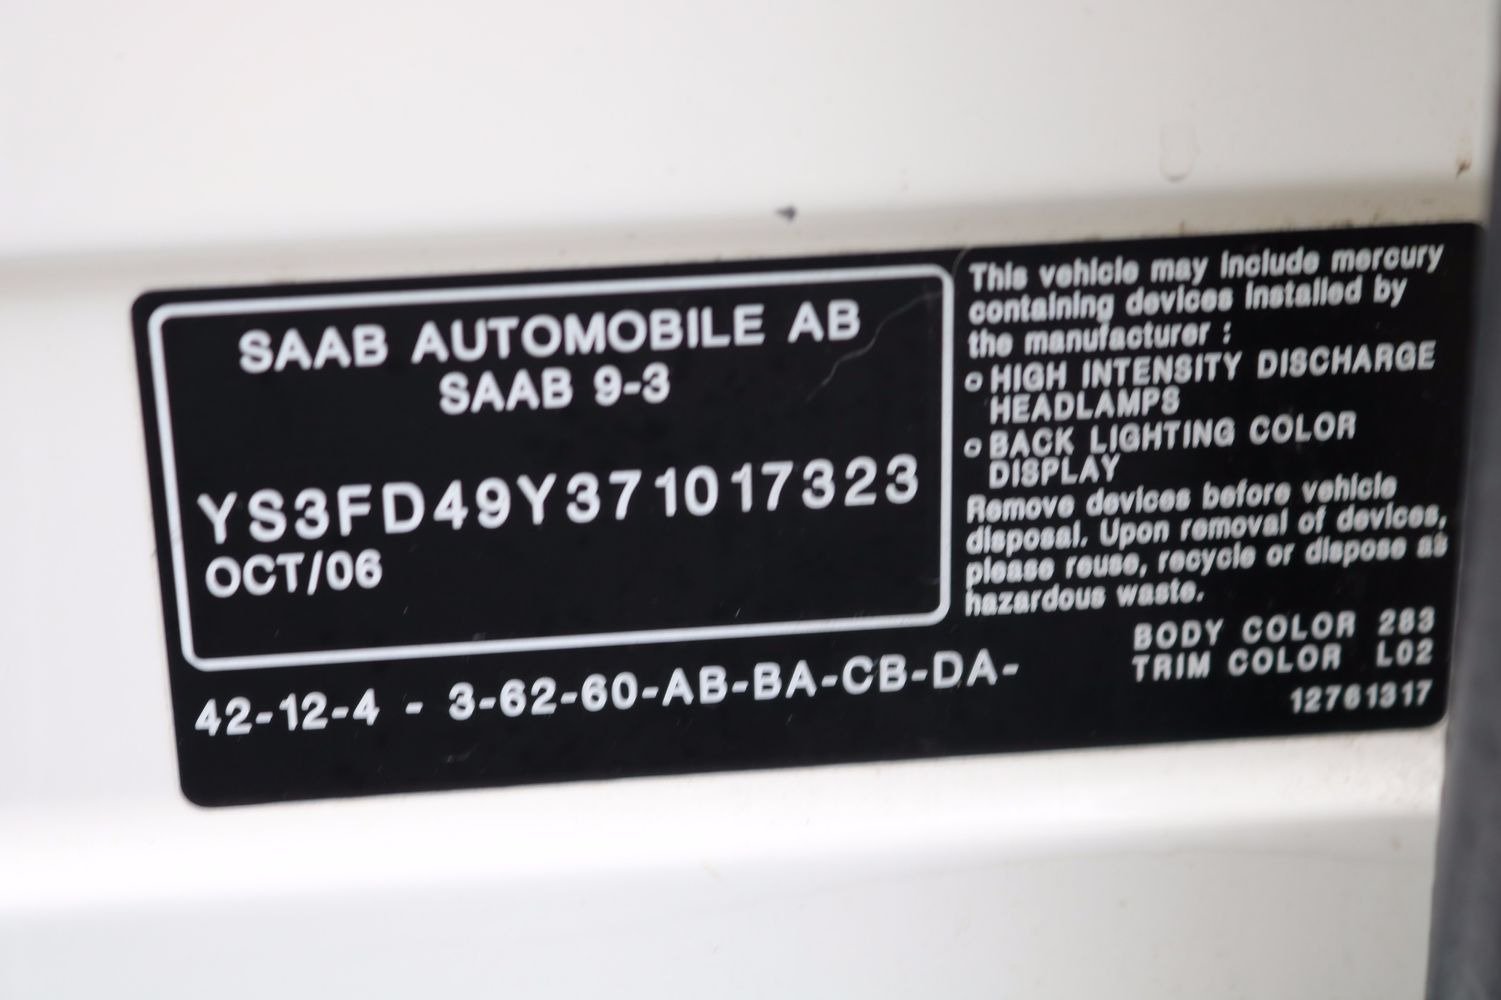 SAAB AUTOMOBILE AB
SAAB 9-3
YS3FD49Y371017323
OCT/06
42-12-4 - 3-62-60-AB-BA-CB-DA-
This vehicle may include mercury
containing devices installed by
the manufacturer :
o HIGH INTENSITY DISCHARGE
HEADLAMPS
o BACK LIGHTING COLOR
DISPLAY
Remove devices before vehicle
disposal. Upon removal of devices,
please reuse, recycle or dispose as
hazardous waste.
BODY COLOR 283
TRIM COLOR L02
12761317